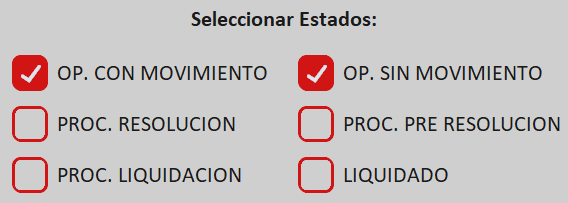 Seleccionar Estados:
OP. CON MOVIMIENTO
OP. SIN MOVIMIENTO
PROC. RESOLUCION
PROC. PRE RESOLUCION
PROC. LIQUIDACION
LIQUIDADO